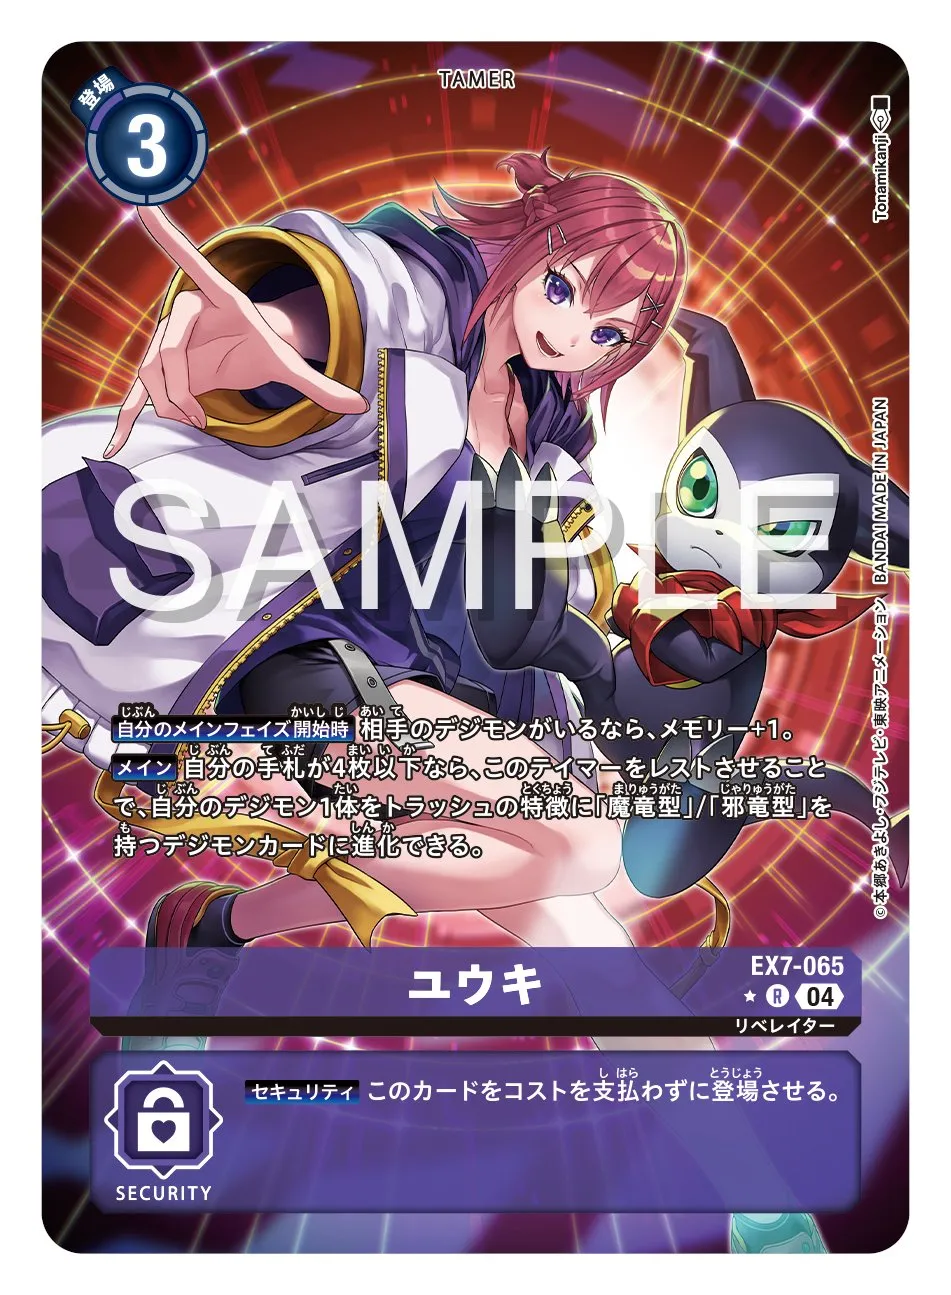 TAMER
登場
3
Tonamikanji
SAMPLE
BANDAI MADE IN JAPAN
©本郷あきよし・フジテレビ・東映アニメーション
自分のメインフェイズ開始時 相手のデジモンがいるなら、メモリー+1。
メイン 自分の手札が4枚以下なら、このテイマーをレストさせること
で、自分のデジモン1体をトラッシュの特徴に「魔竜型」/「邪竜型」を
持つデジモンカードに進化できる。
ユウキ
EX7-065
R 04
リベレイター
セキュリティ このカードをコストを支払わずに登場させる。
SECURITY